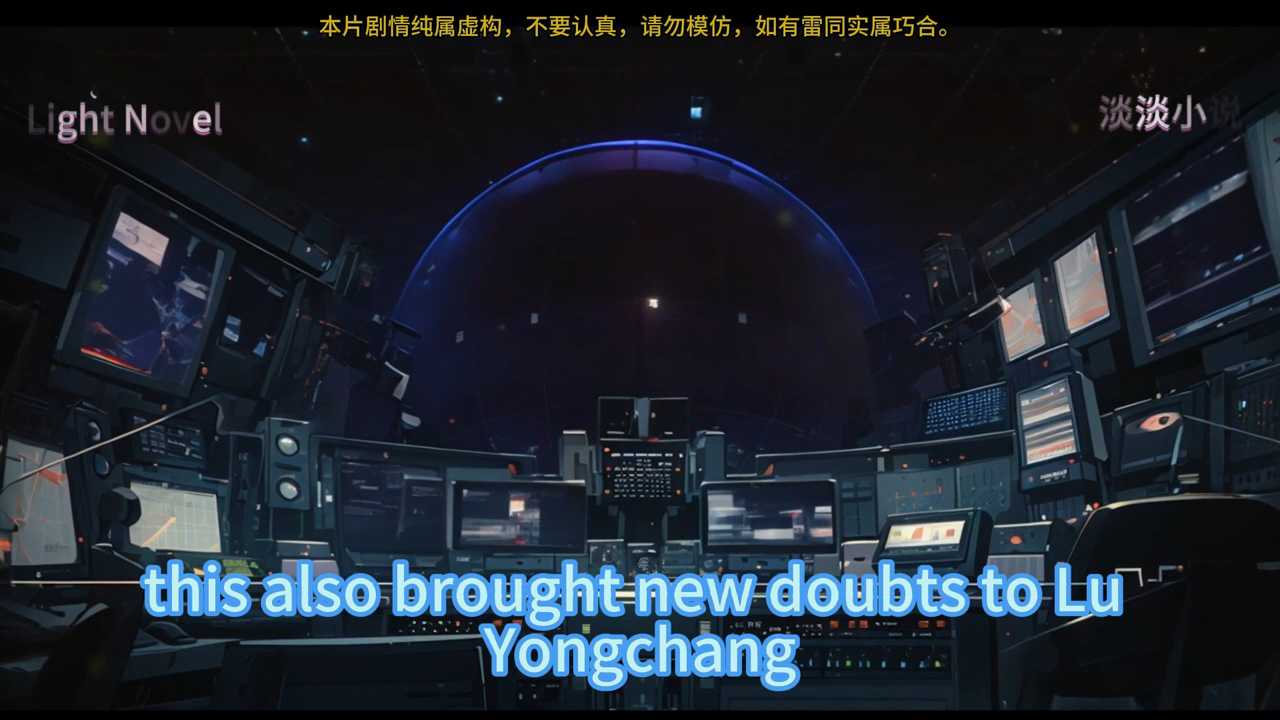 本片剧情纯属虚构，不要认真，请勿模仿，如有雷同实属巧合。
Light Novel
淡淡小说
this also brought new doubts to Lu
Yongchang